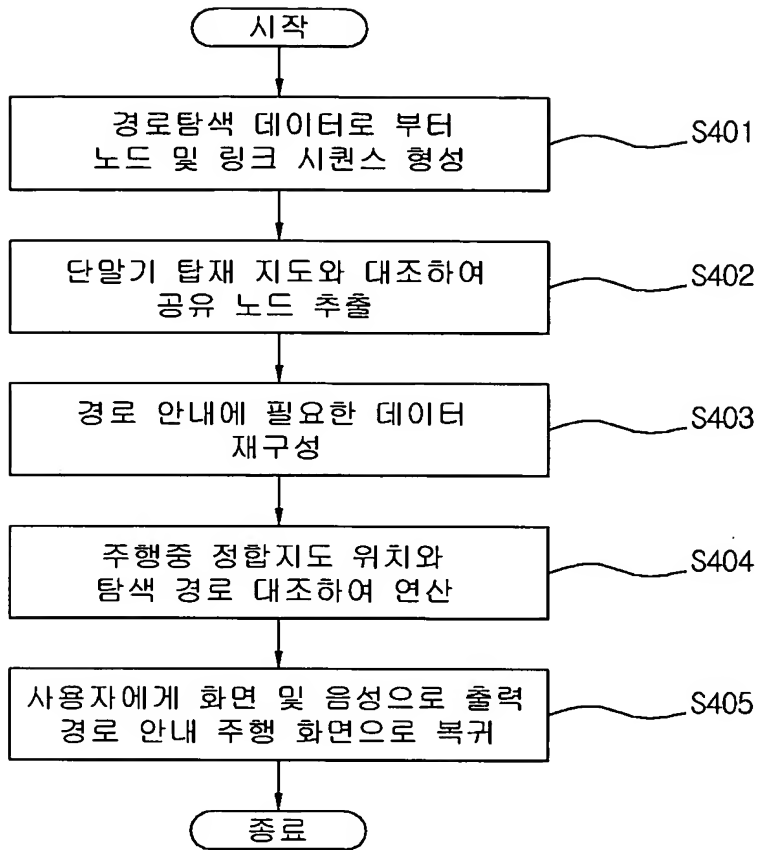 시작
경로탐색 데이터로 부터
노드 및 링크 시퀀스 형성
S401
단말기 탑재 지도와 대조하여
공유 노드 추출
S402
경로 안내에 필요한 데이터
재구성
S403
주행중 정합지도 위치와
탐색 경로 대조하여 연산
S404
사용자에게 화면 및 음성으로 출력
경로 안내 주행 화면으로 복귀
S405
종료